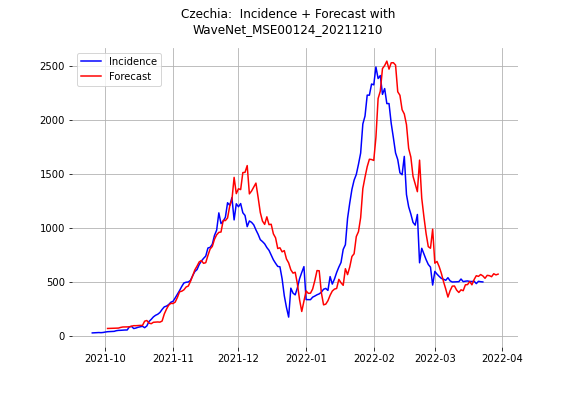 Czechia:  Incidence + Forecast with
WaveNet_MSE00124_20211210
Incidence
Forecast
2500
2000
1500
1000
500
0
2021-10 2021-11 2021-12 2022-01 2022-02 2022-03 2022-04